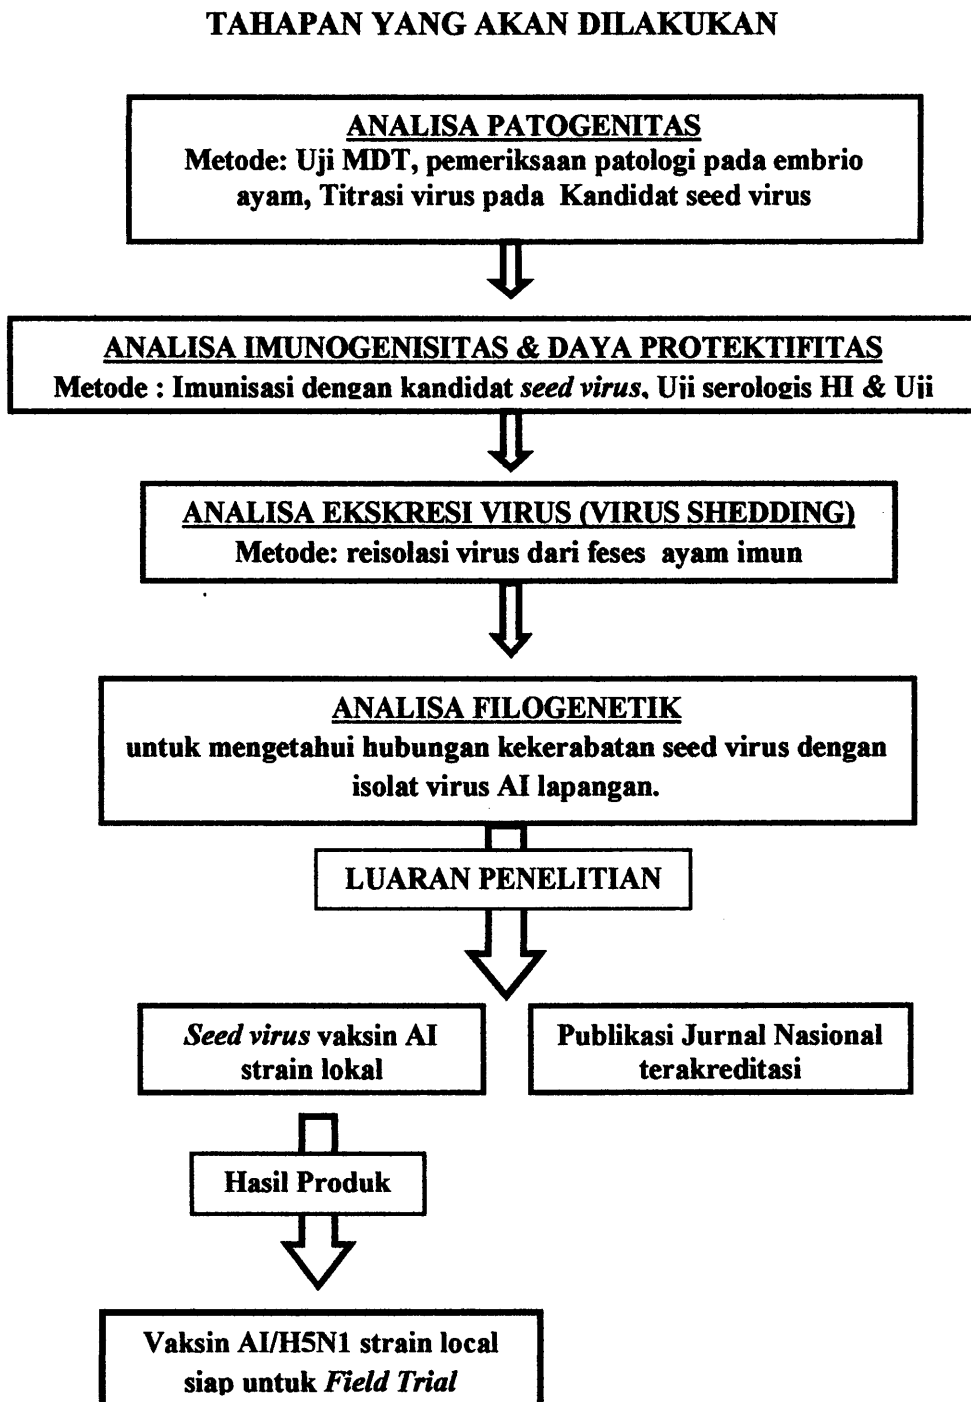 TAHAPAN YANG AKAN DILAKUKAN
ANALISA PATOGENITAS
Metode: Uji MDT, pemeriksaan patologi pada embrio
ayam, Titrasi virus pada Kandidat seed virus
ANALISA IMUNOGENISITAS & DAYA PROTEKTIFITAS
Metode : Imunisasi dengan kandidat seed virus, Uji serologis HI & Uji
ANALISA EKSKRESI VIRUS (VIRUS SHEDDING)
Metode: reisolasi virus dari feses ayam imun
ANALISA FILOGENETIK
untuk mengetahui hubungan kekerabatan seed virus dengan
isolat virus AI lapangan.
LUARAN PENELITIAN
Seed virus vaksin AI
strain lokal
Publikasi Jurnal Nasional
terakreditasi
Hasil Produk
Vaksin AI/H5N1 strain local
siap untuk Field Trial